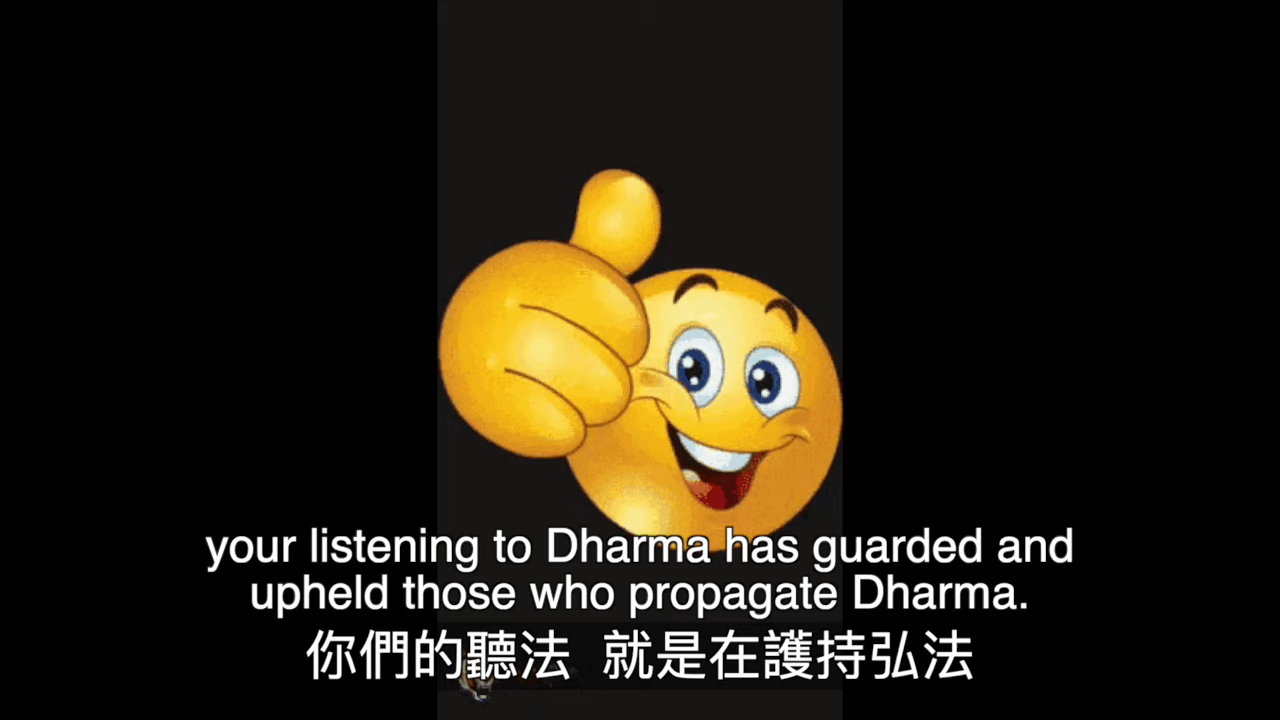 your listening to Dharma has guarded and
upheld those who propagate Dharma.
你們的聽法 就是在護持弘法